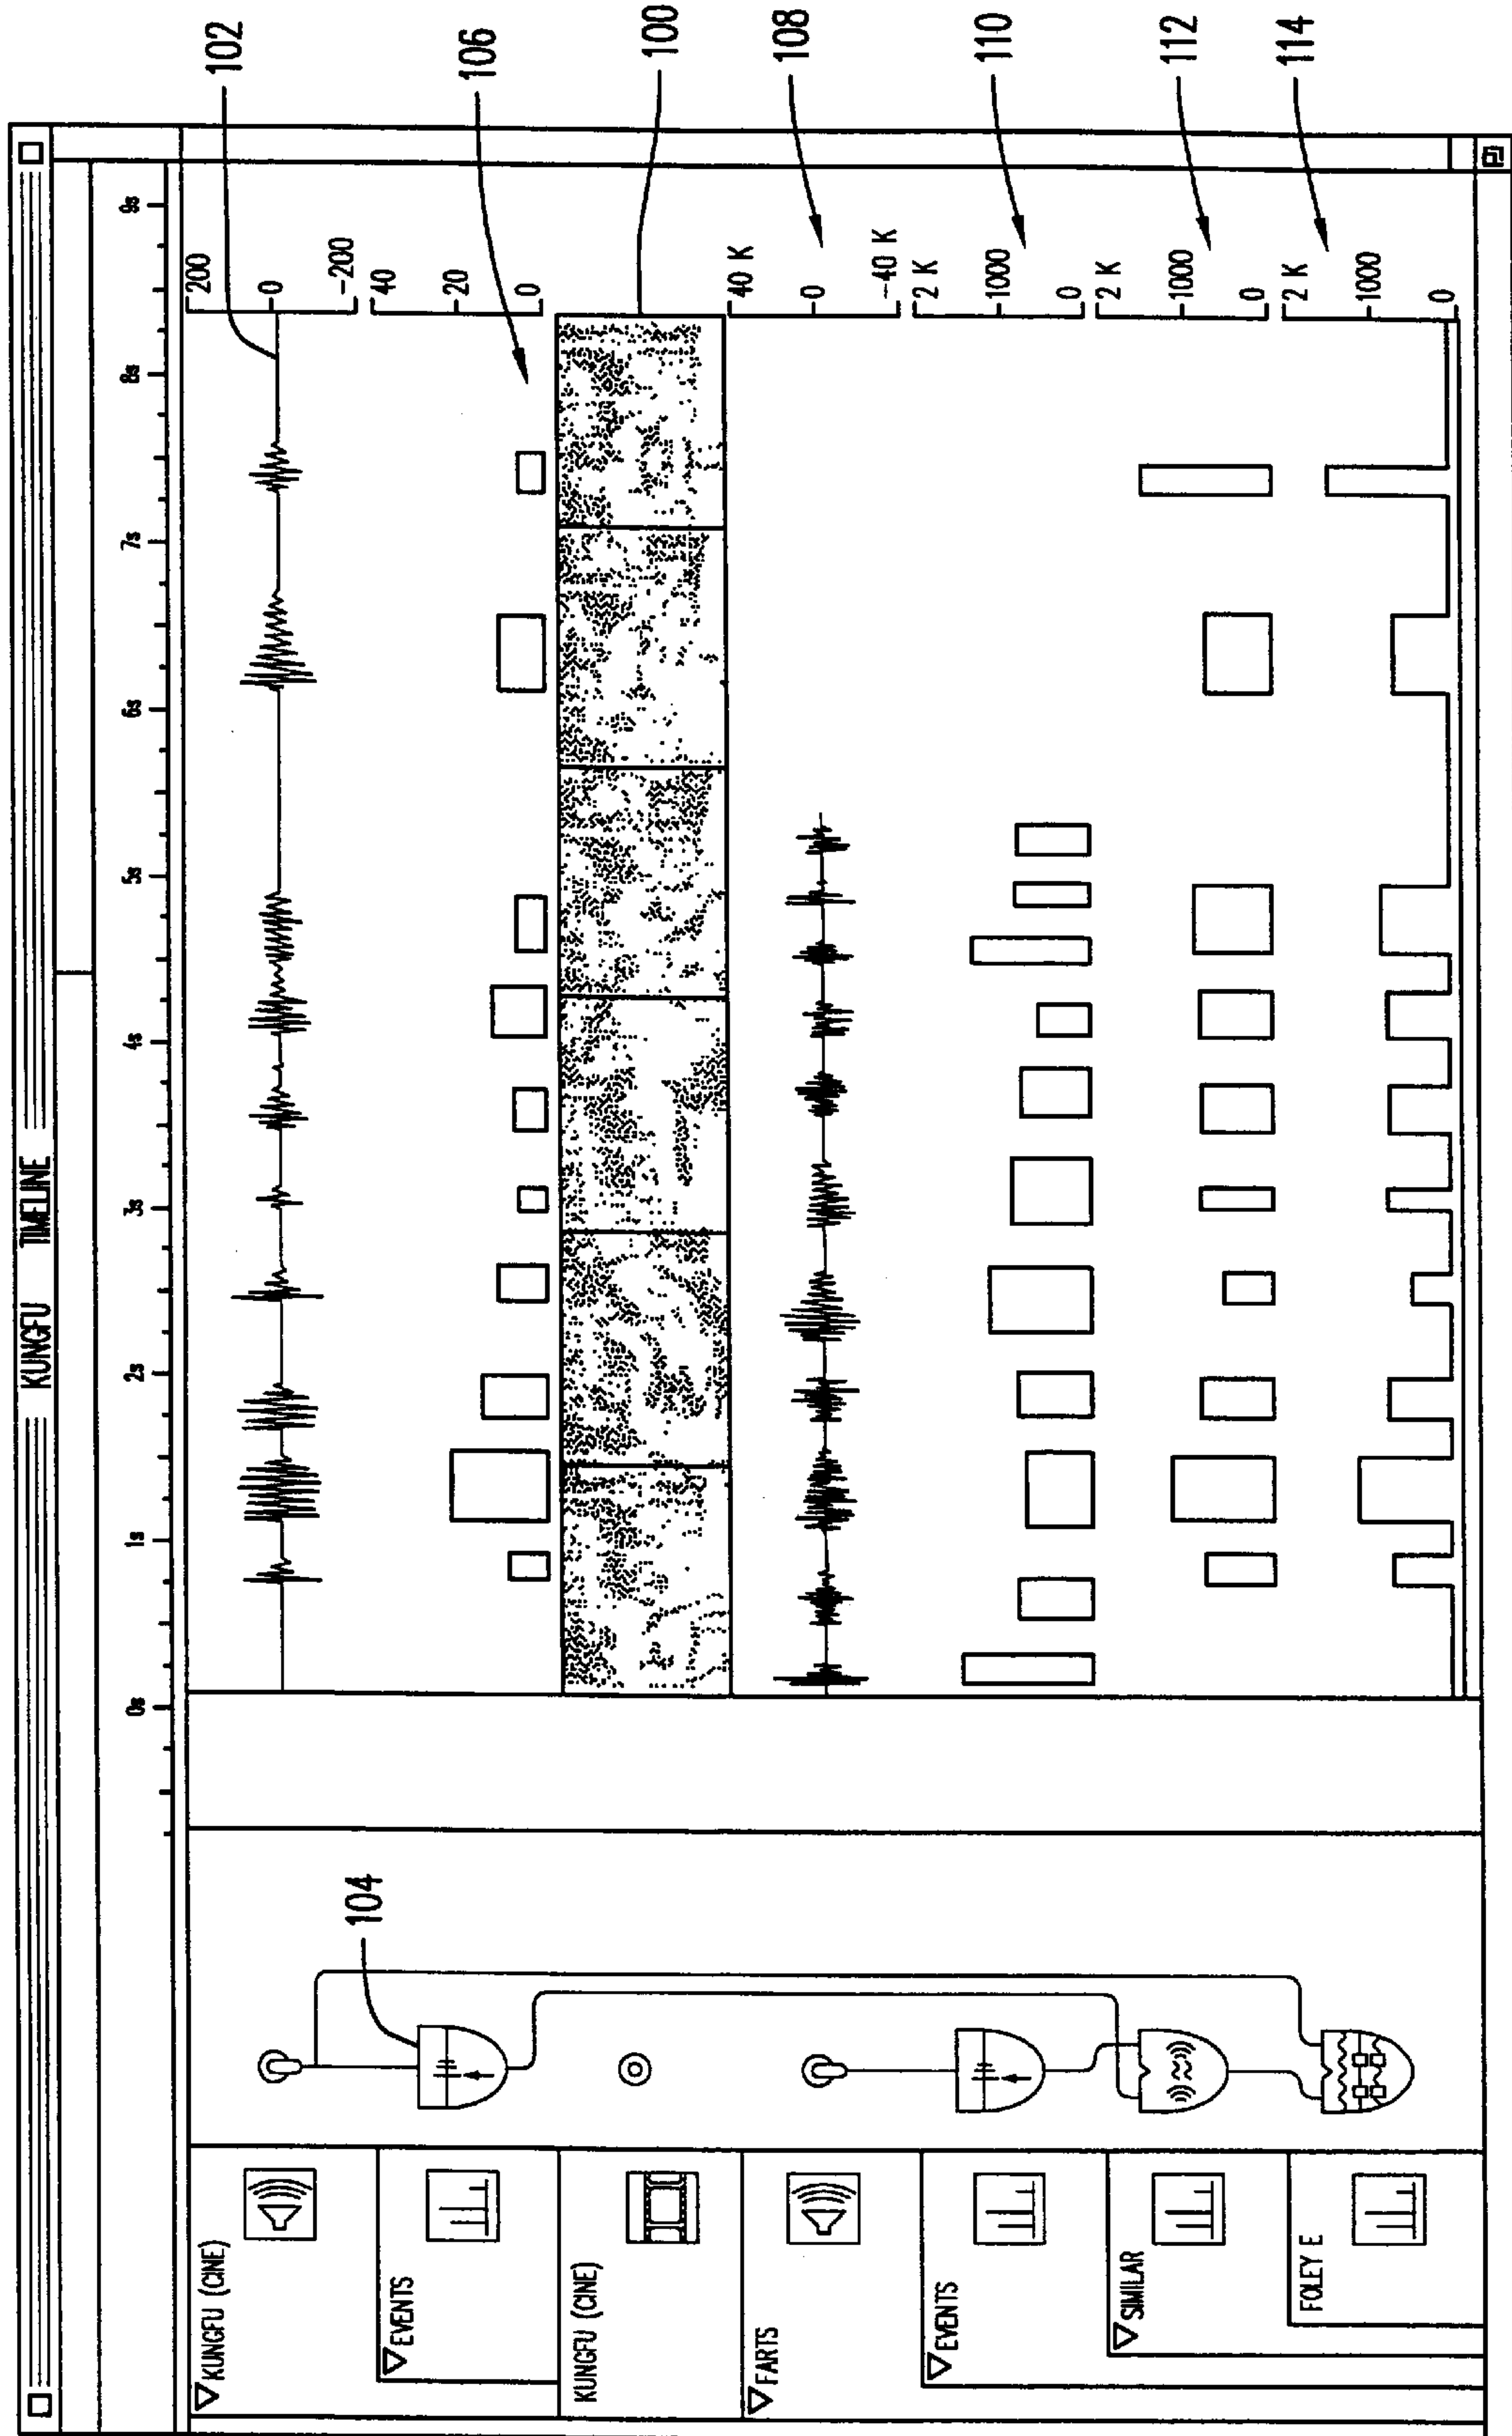 KUNGFU TIMELINE
0s 1s 2s 3s 4s 5s 6s 7s 8s 9s
▽ KUNGFU (CINE)
104
200
0
-200
102
▽ EVENTS
40
20
0
106
KUNGFU (CINE)
100
▽ FARTS
40 K
0
-40 K
108
▽ EVENTS
2 K
1000
0
110
▽ SIMILAR
2 K
1000
0
112
FOLEY E
2 K
1000
0
114